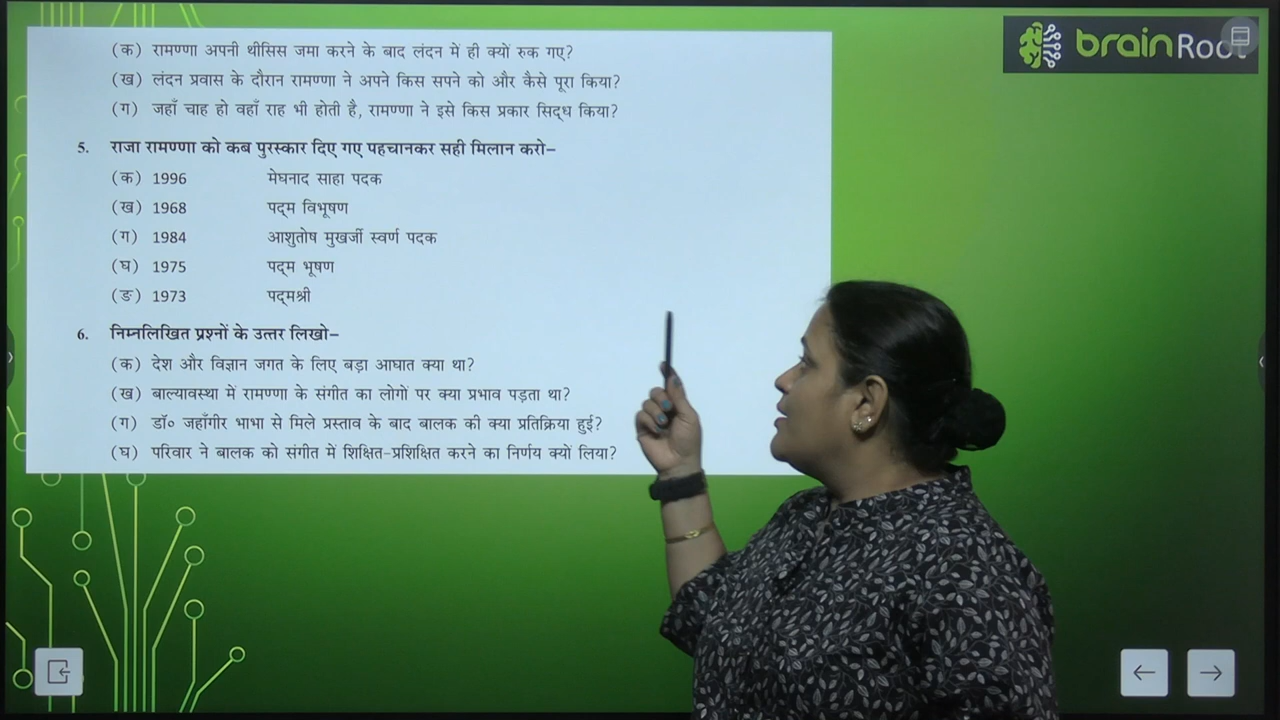 brainRoot
(क) रामण्णा अपनी थीसिस जमा करने के बाद लंदन में ही क्यों रुक गए?
(ख) लंदन प्रवास के दौरान रामण्णा ने अपने किस सपने को और कैसे पूरा किया?
(ग) जहाँ चाह हो वहाँ राह भी होती है, रामण्णा ने इसे किस प्रकार सिद्ध किया?
5. राजा रामण्णा को कब पुरस्कार दिए गए पहचानकर सही मिलान करो–
(क) 1996 मेघनाद साहा पदक
(ख) 1968 पद्म विभूषण
(ग) 1984 आशुतोष मुखर्जी स्वर्ण पदक
(घ) 1975 पद्म भूषण
(ङ) 1973 पद्मश्री
6. निम्नलिखित प्रश्नों के उत्तर लिखो–
(क) देश और विज्ञान जगत के लिए बड़ा आघात क्या था?
(ख) बाल्यावस्था में रामण्णा के संगीत का लोगों पर क्या प्रभाव पड़ता था?
(ग) डॉ० जहाँगीर भाभा से मिले प्रस्ताव के बाद बालक की क्या प्रतिक्रिया हुई?
(घ) परिवार ने बालक को संगीत में शिक्षित-प्रशिक्षित करने का निर्णय क्यों लिया?